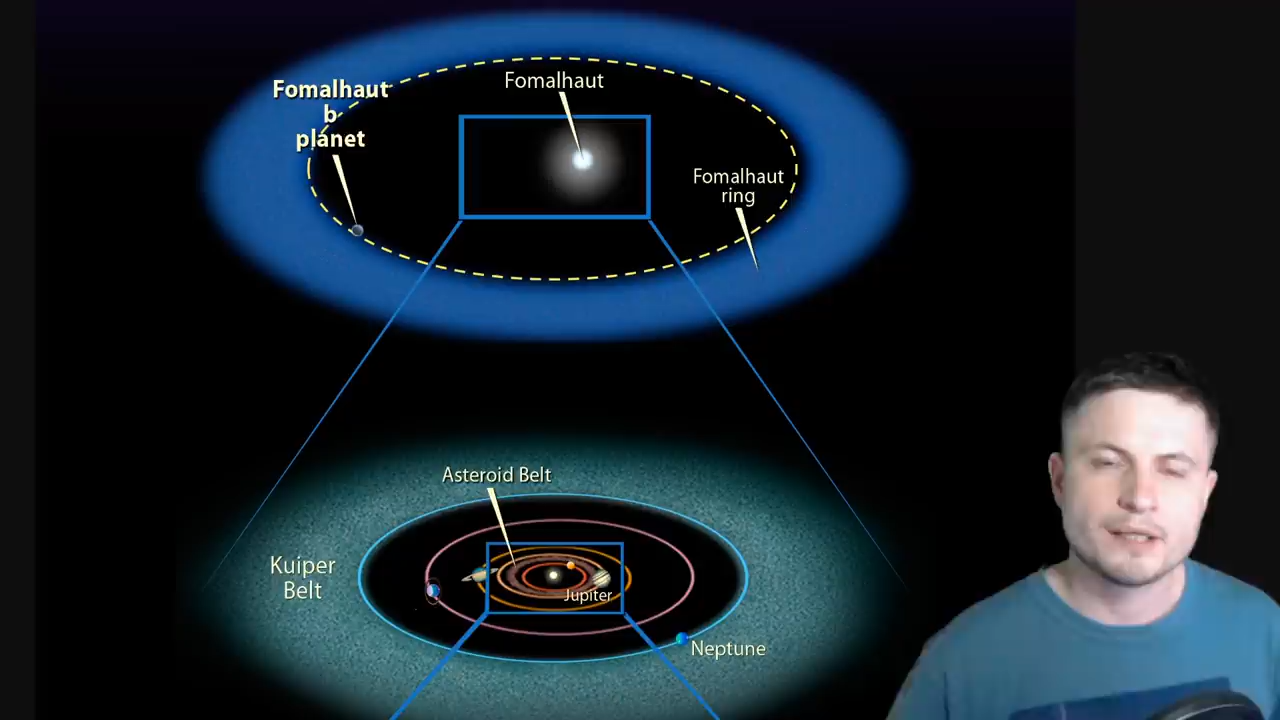 Fomalhaut
b
planet
Fomalhaut
Fomalhaut
ring
Asteroid Belt
Kuiper
Belt
Jupiter
Neptune